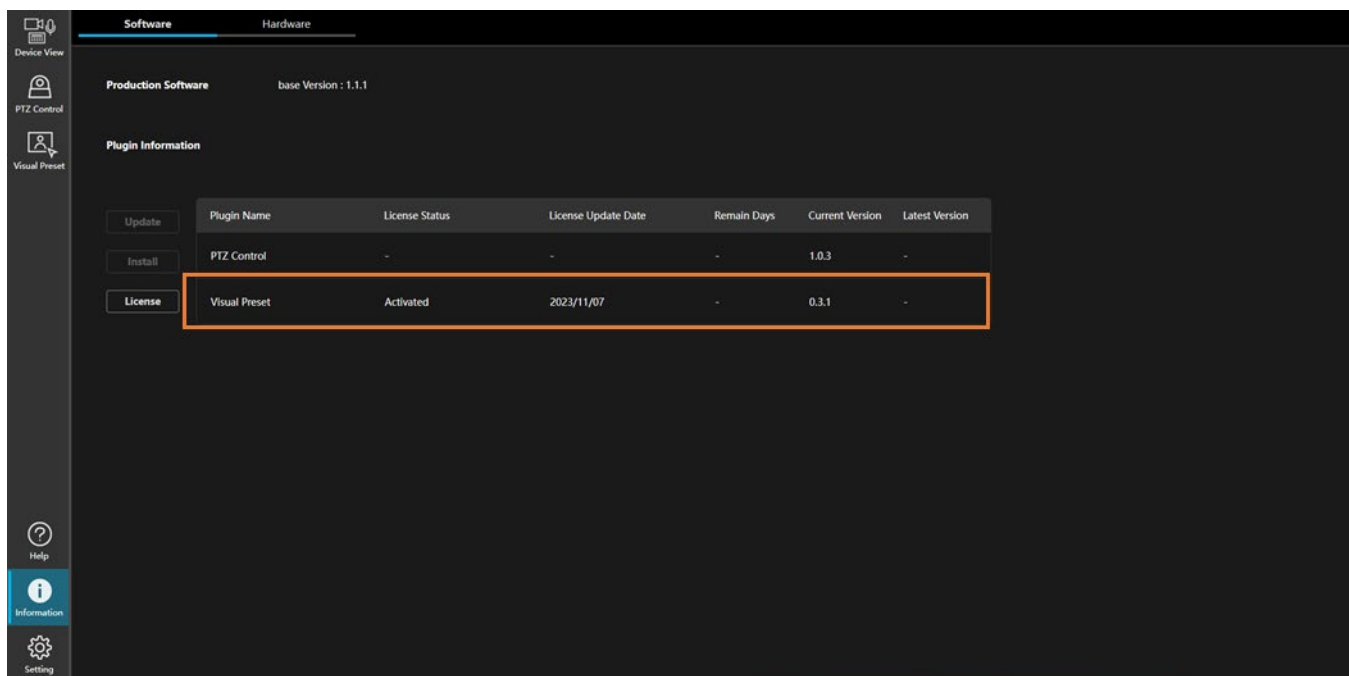 Software Hardware
Device View
PTZ Control
Visual Preset
Production Software base Version : 1.1.1
Plugin Information
Update
Install
License
Plugin Name License Status License Update Date Remain Days Current Version Latest Version
PTZ Control - - - 1.0.3 -
Visual Preset Activated 2023/11/07 - 0.3.1 -
Help
Information
Setting